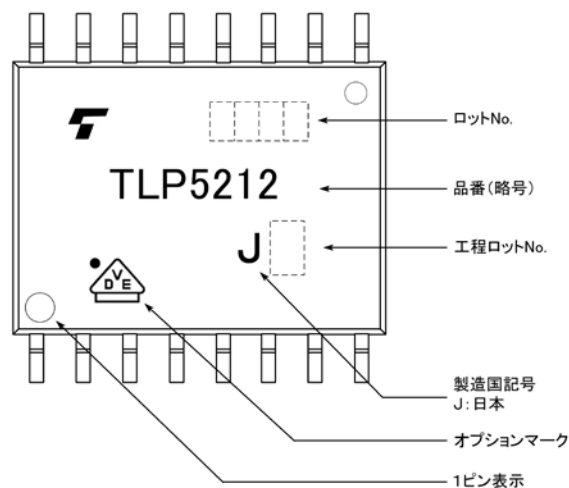 ロットNo.
TLP5212
品番(略号)
J
工程ロットNo.
V
D E
製造国記号
J:日本
オプションマーク
1ピン表示